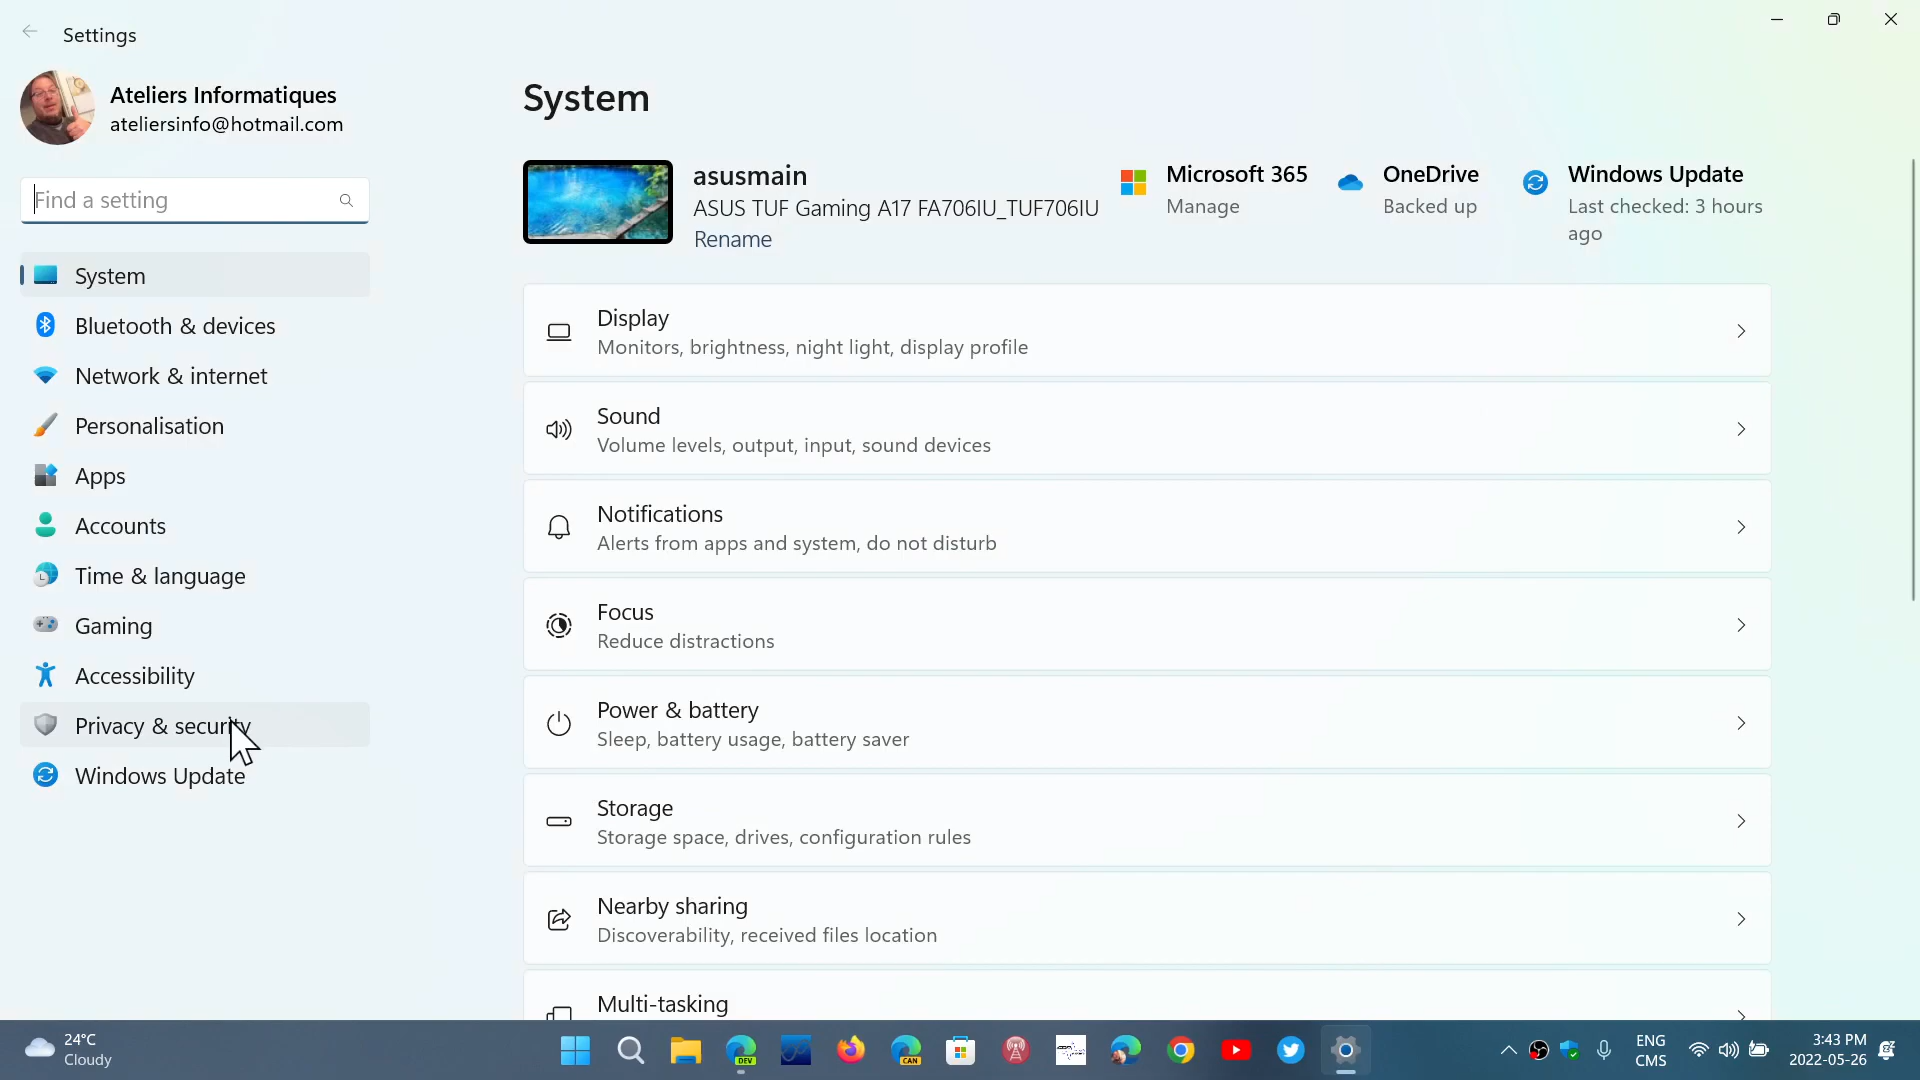 Settings
Ateliers Informatiques
ateliersinfo@hotmail.com
Find a setting
System
Bluetooth & devices
Network & internet
Personalisation
Apps
Accounts
Time & language
Gaming
Accessibility
Privacy & security
Windows Update
System
asusmain
ASUS TUF Gaming A17 FA706IU_TUF706IU
Rename
Microsoft 365
Manage
OneDrive
Backed up
Windows Update
Last checked: 3 hours
ago
Display
Monitors, brightness, night light, display profile
Sound
Volume levels, output, input, sound devices
Notifications
Alerts from apps and system, do not disturb
Focus
Reduce distractions
Power & battery
Sleep, battery usage, battery saver
Storage
Storage space, drives, configuration rules
Nearby sharing
Discoverability, received files location
Multi-tasking
24°C
Cloudy
DEV
CAN
ENG
CMS
3:43 PM
2022-05-26